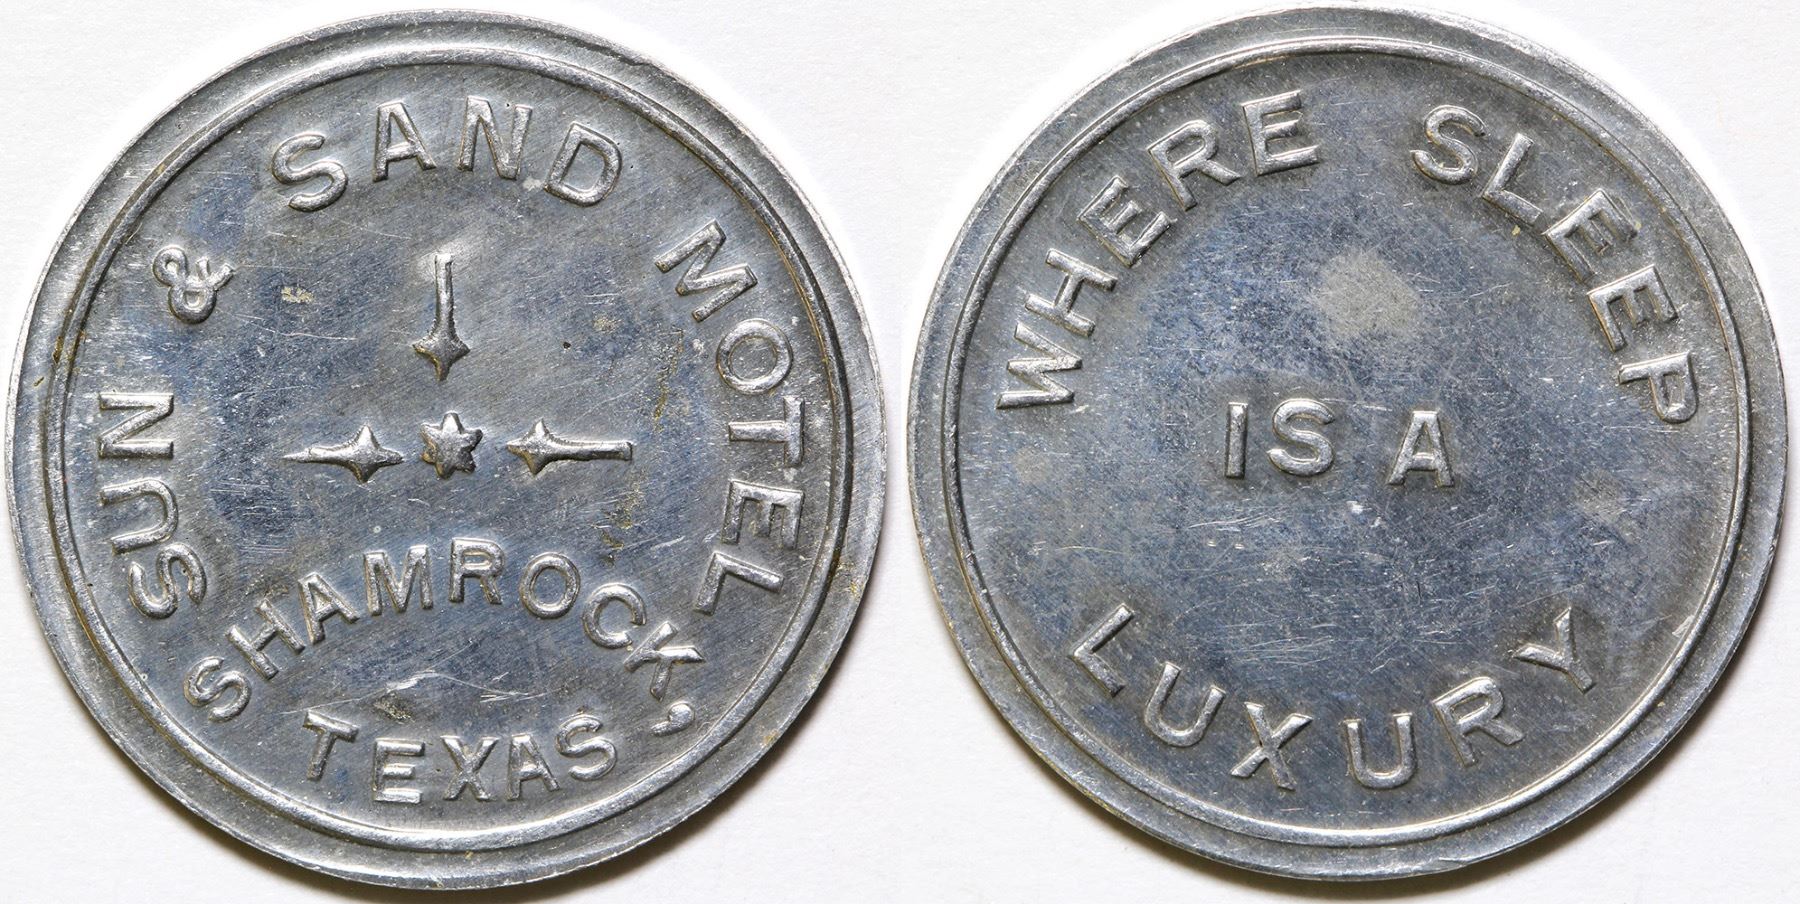 SUN & SAND MOTEL
SHAMROCK,
TEXAS
WHERE SLEEP
IS A
LUXURY